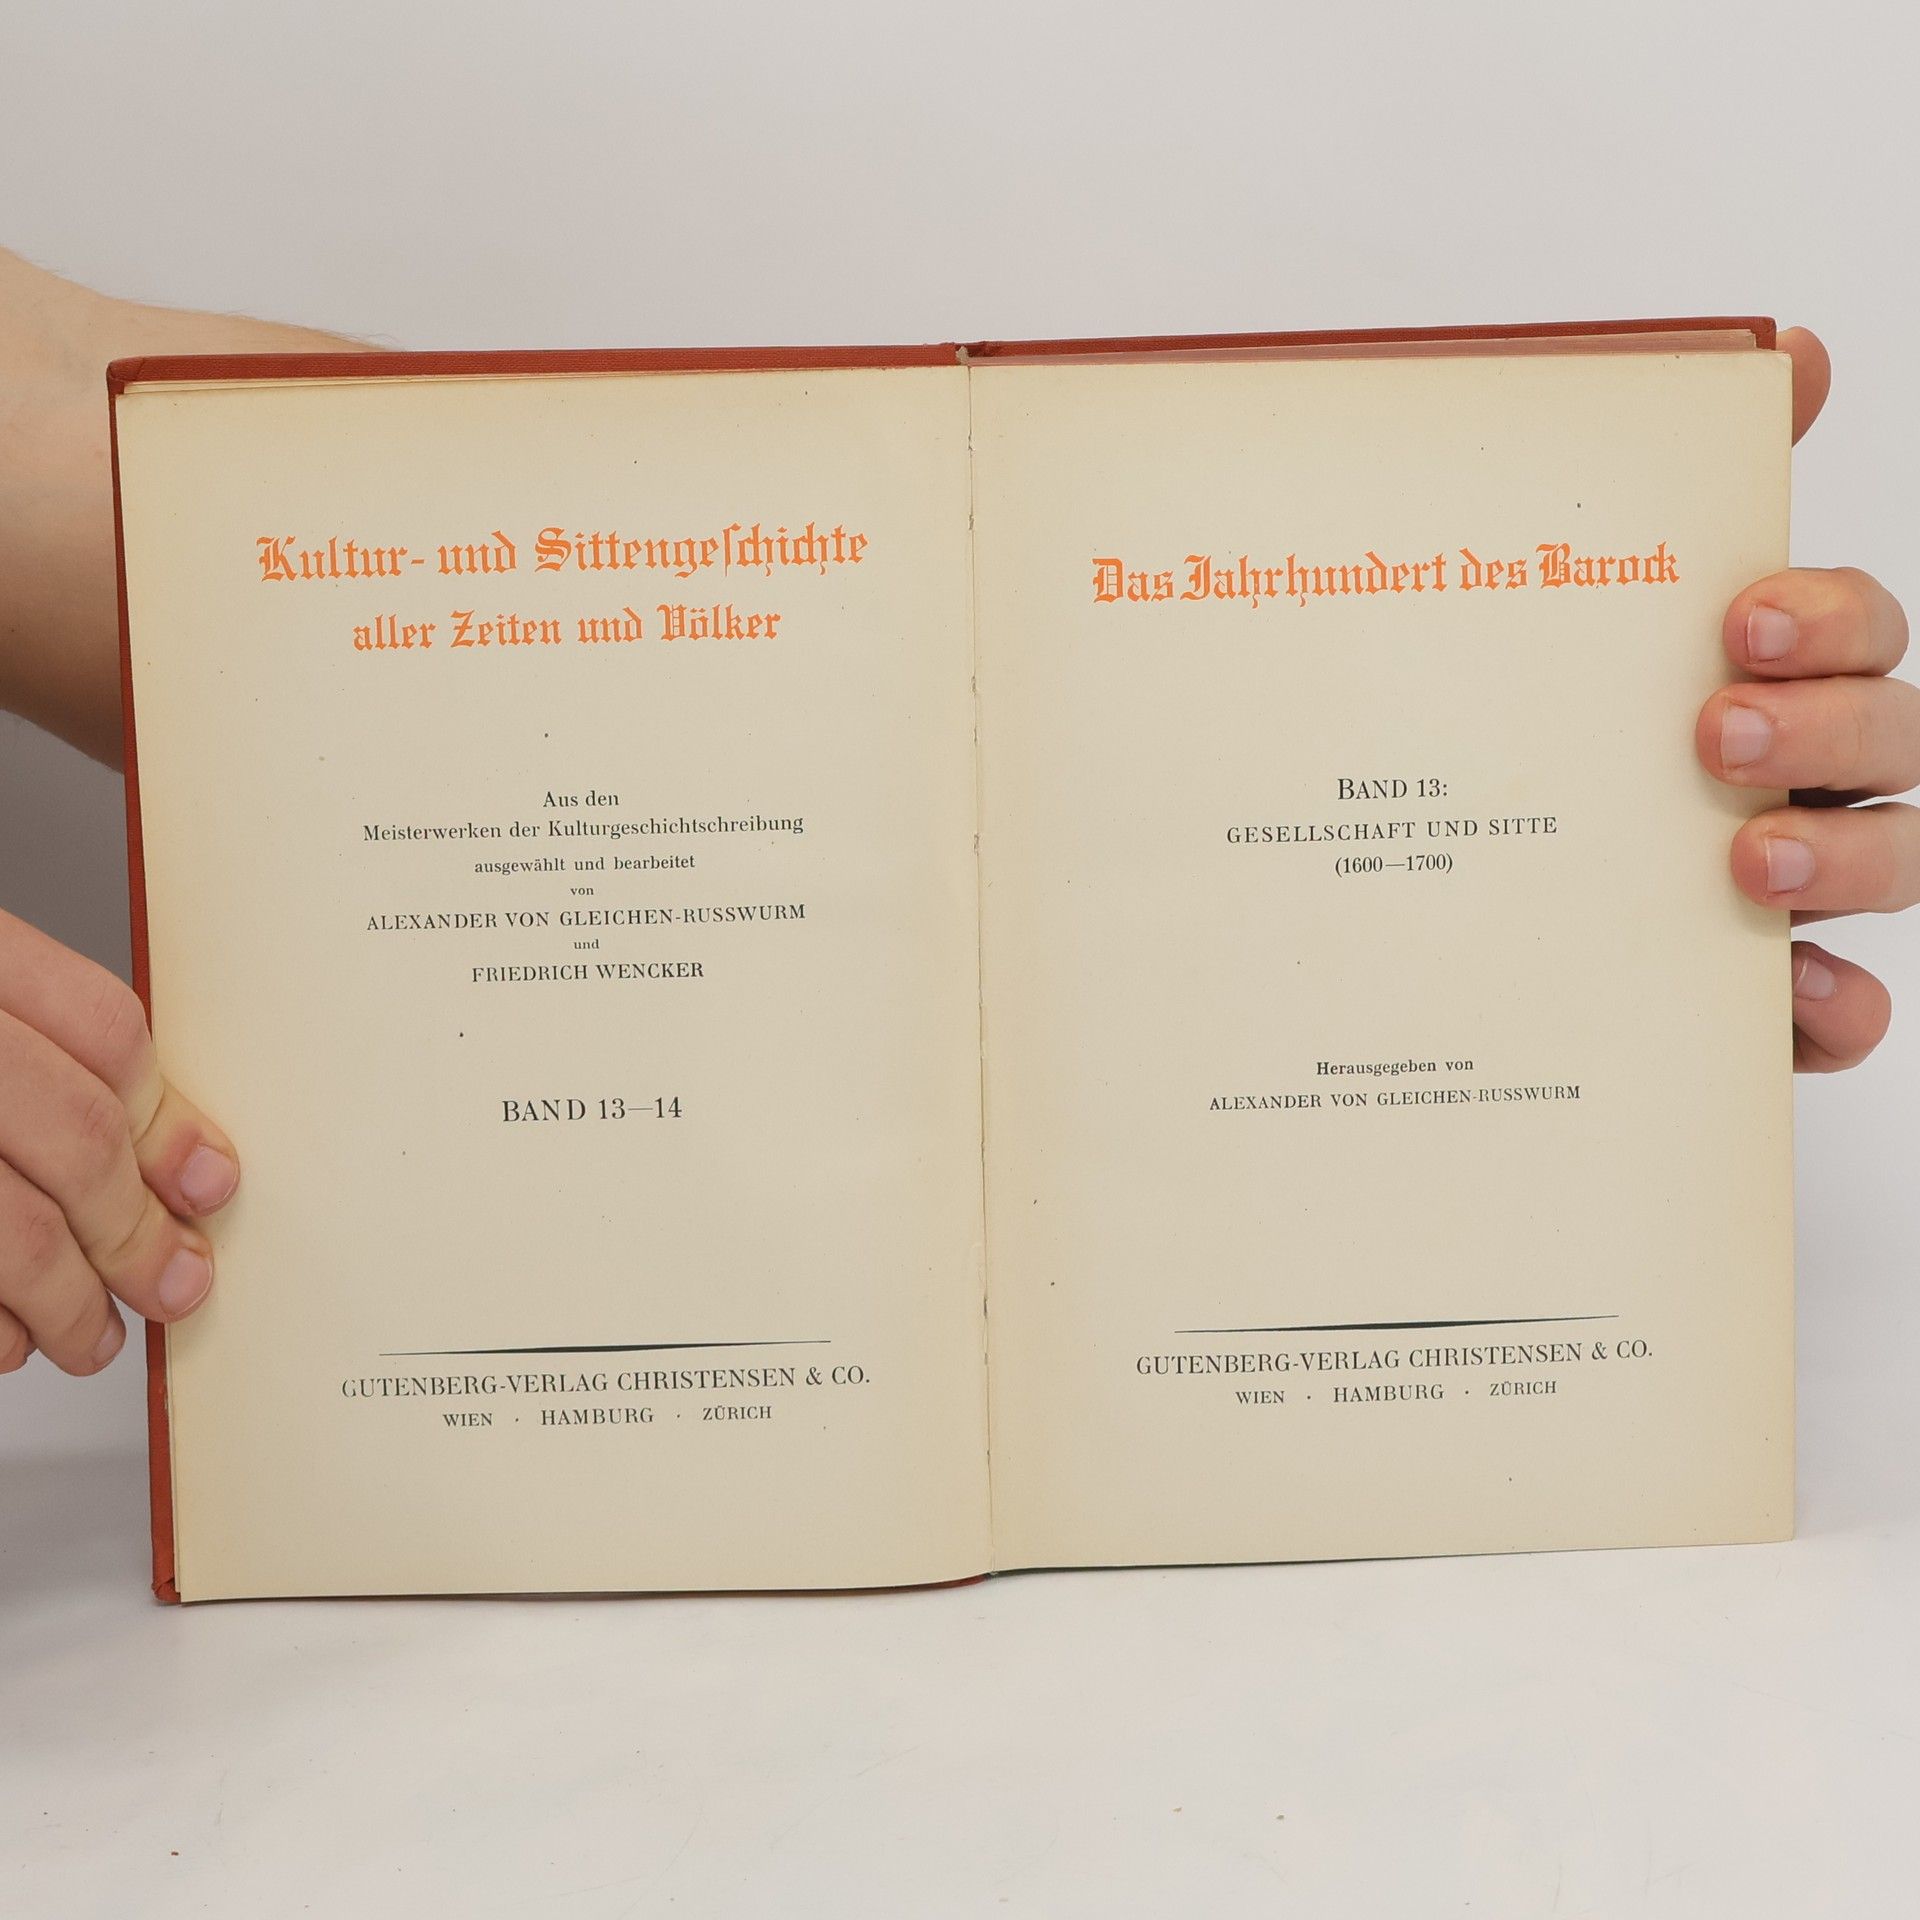 Kultur- und Sittengeſchichte
aller Zeiten und Völker
Aus den
Meisterwerken der Kulturgeschichtschreibung
ausgewählt und bearbeitet
von
ALEXANDER VON GLEICHEN-RUSSWURM
und
FRIEDRICH WENCKER
BAND 13—14
GUTENBERG-VERLAG CHRISTENSEN & CO.
WIEN · HAMBURG · ZÜRICH
Das Jahrhundert des Barock
BAND 13:
GESELLSCHAFT UND SITTE
(1600—1700)
Herausgegeben von
ALEXANDER VON GLEICHEN-RUSSWURM
GUTENBERG-VERLAG CHRISTENSEN & CO.
WIEN · HAMBURG · ZÜRICH